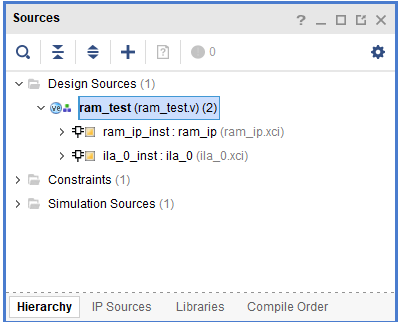 Sources
0
Design Sources (1)
ram_test (ram_test.v) (2)
ram_ip_inst : ram_ip (ram_ip.xci)
ila_0_inst : ila_0 (ila_0.xci)
Constraints (1)
Simulation Sources (1)
Hierarchy IP Sources Libraries Compile Order